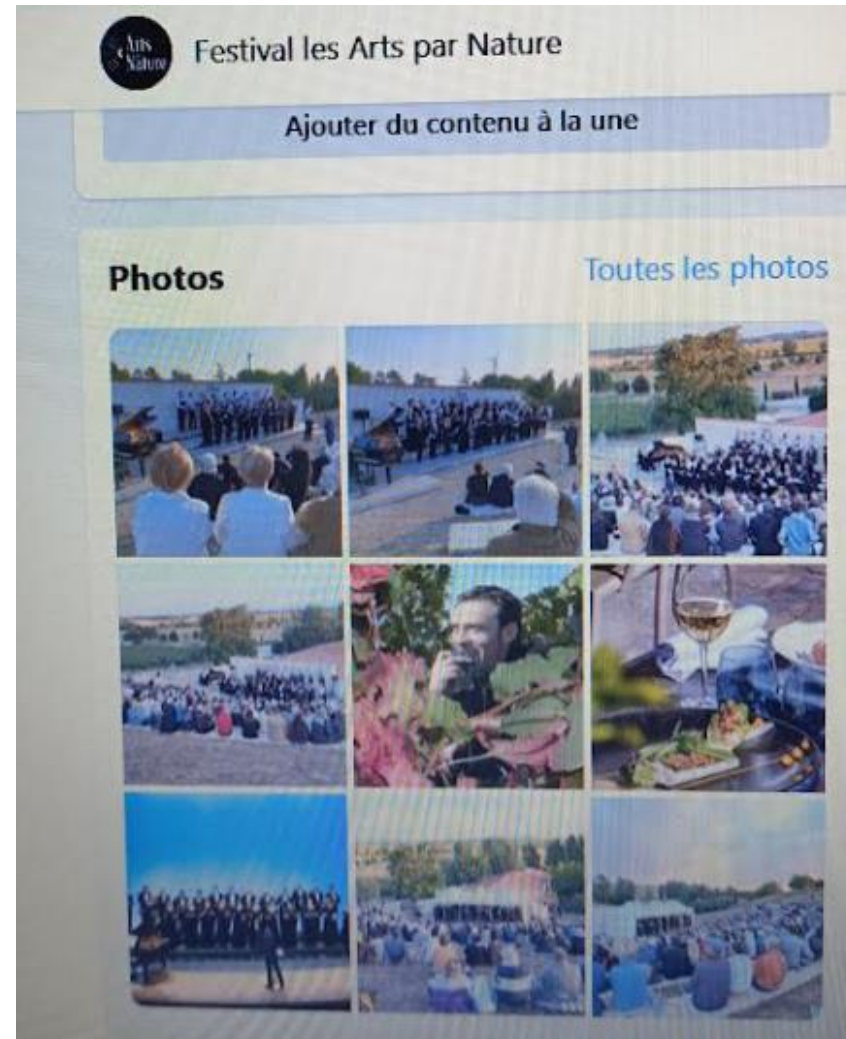 Arts
Nature
Festival les Arts par Nature
Ajouter du contenu à la une
Photos
Toutes les photos